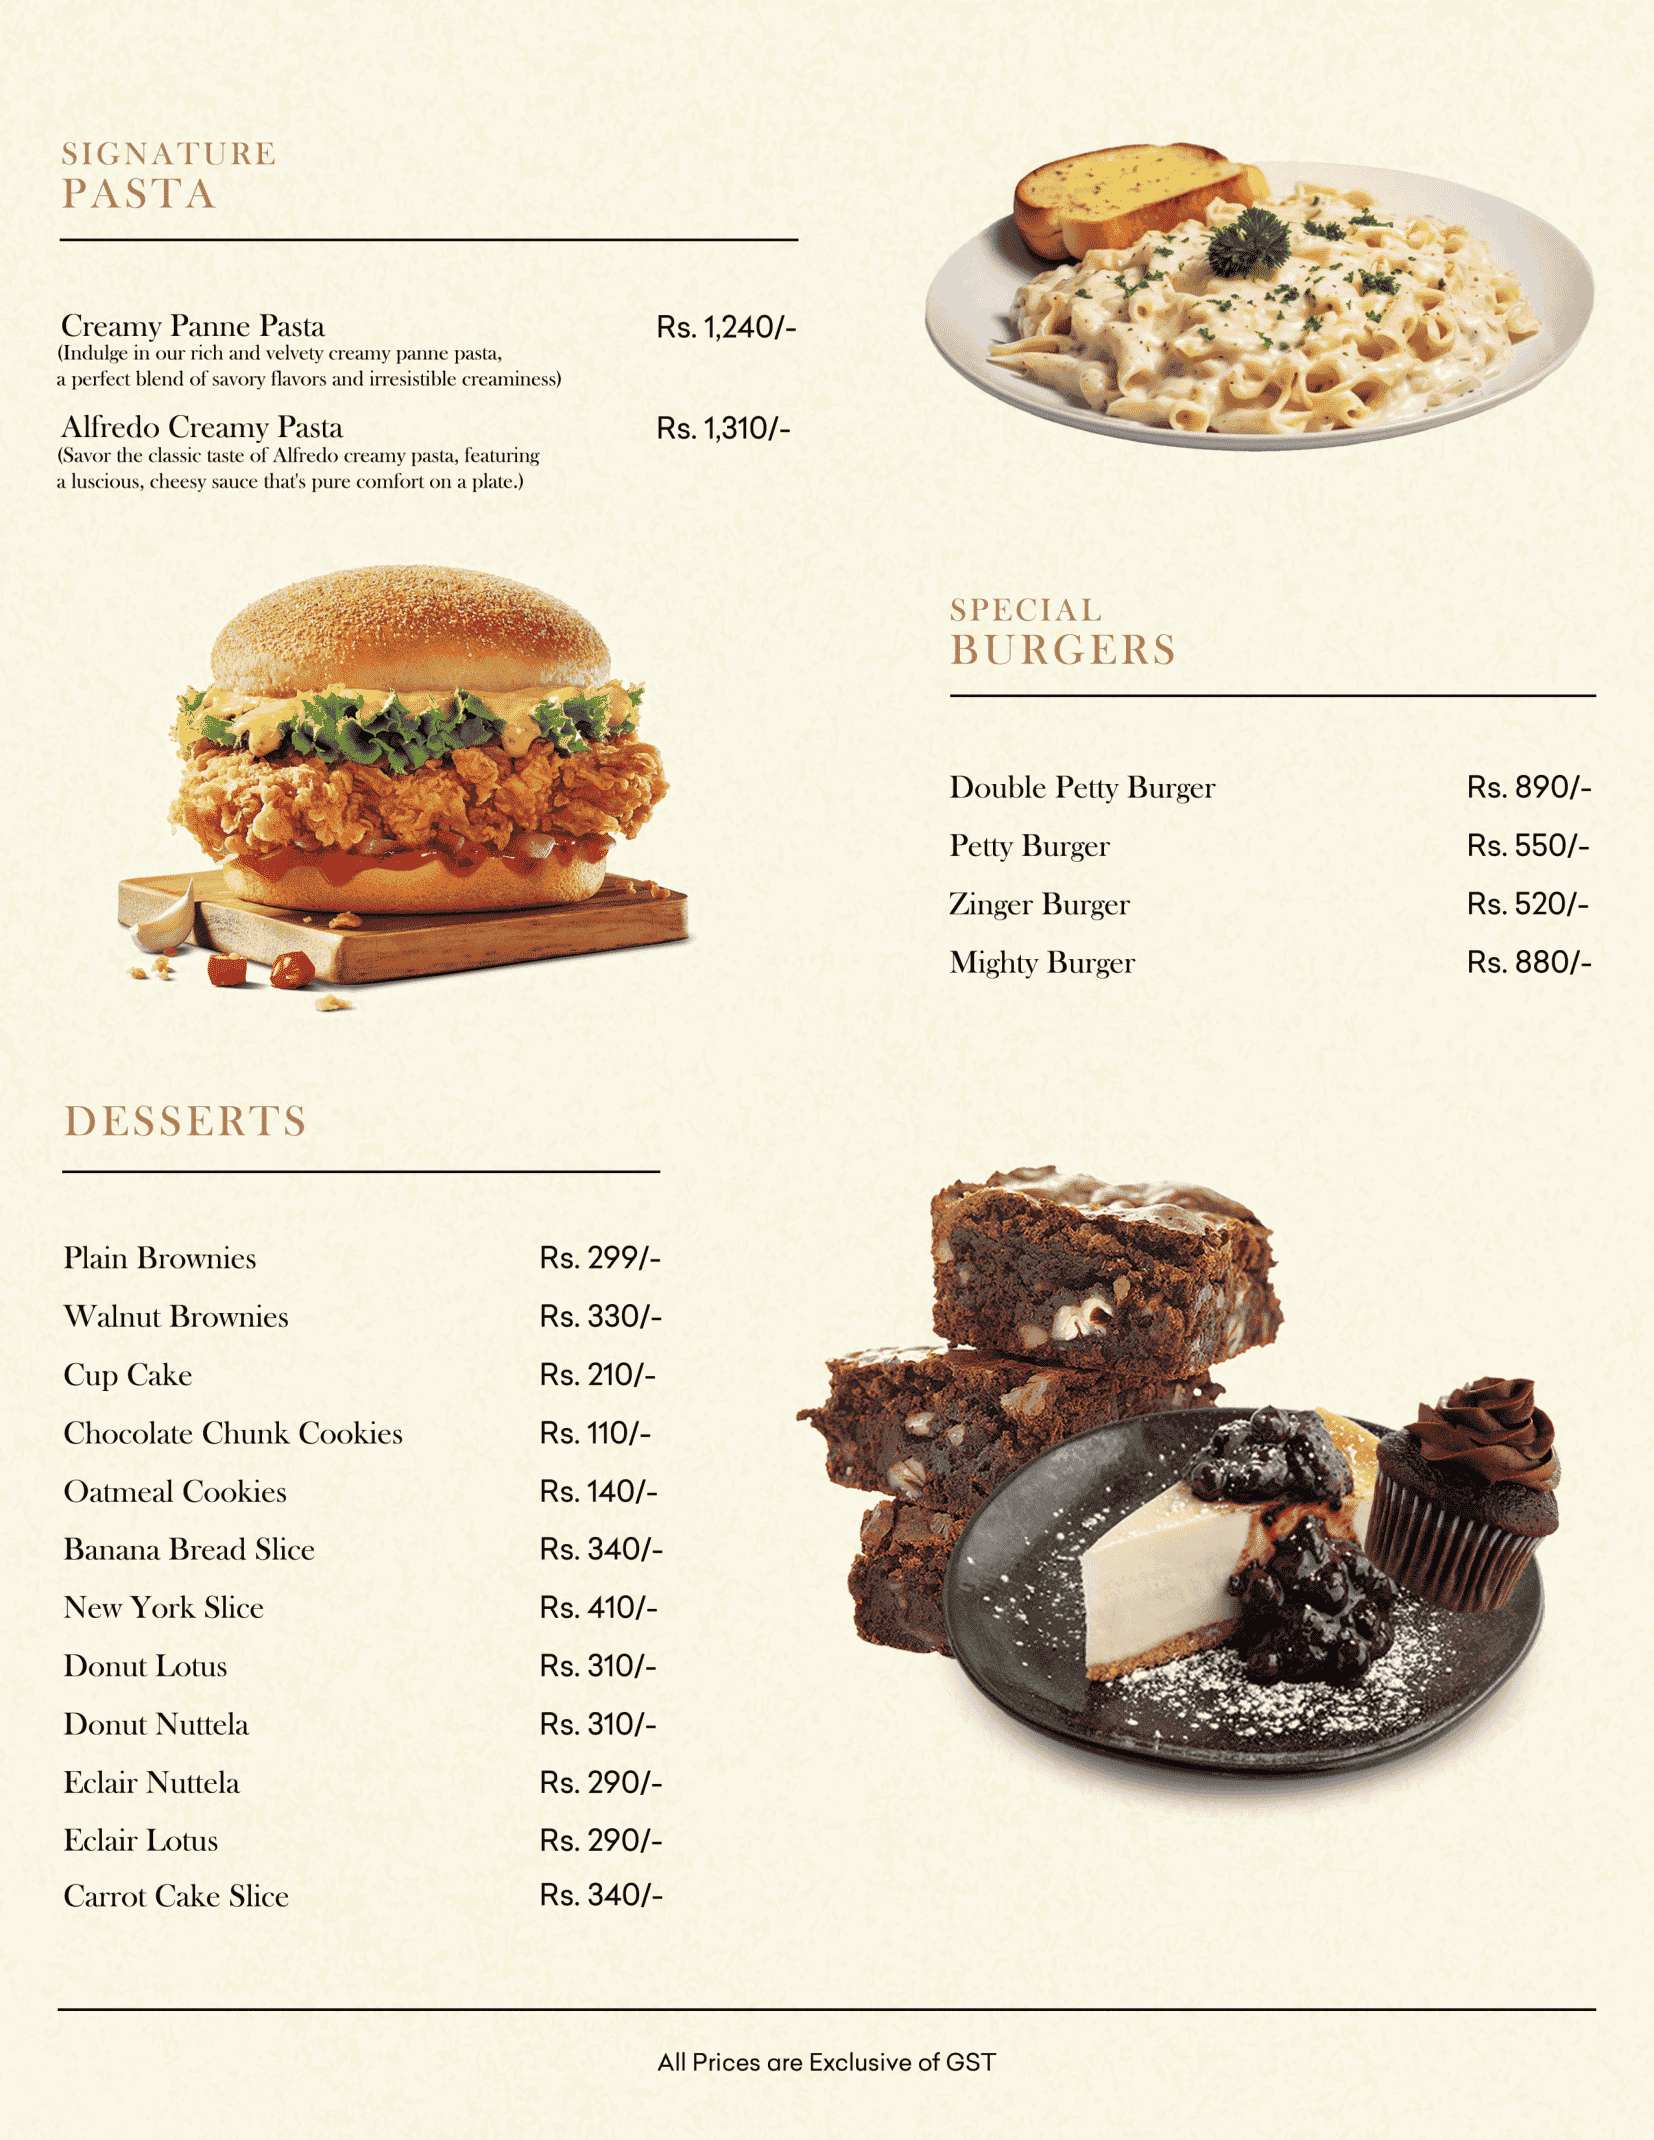 SIGNATURE
PASTA
Creamy Panne Pasta Rs. 1,240/-
(Indulge in our rich and velvety creamy panne pasta,
a perfect blend of savory flavors and irresistible creaminess)
Alfredo Creamy Pasta Rs. 1,310/-
(Savor the classic taste of Alfredo creamy pasta, featuring
a luscious, cheesy sauce that's pure comfort on a plate.)
SPECIAL
BURGERS
Double Petty Burger Rs. 890/-
Petty Burger Rs. 550/-
Zinger Burger Rs. 520/-
Mighty Burger Rs. 880/-
DESSERTS
Plain Brownies Rs. 299/-
Walnut Brownies Rs. 330/-
Cup Cake Rs. 210/-
Chocolate Chunk Cookies Rs. 110/-
Oatmeal Cookies Rs. 140/-
Banana Bread Slice Rs. 340/-
New York Slice Rs. 410/-
Donut Lotus Rs. 310/-
Donut Nuttela Rs. 310/-
Eclair Nuttela Rs. 290/-
Eclair Lotus Rs. 290/-
Carrot Cake Slice Rs. 340/-
All Prices are Exclusive of GST